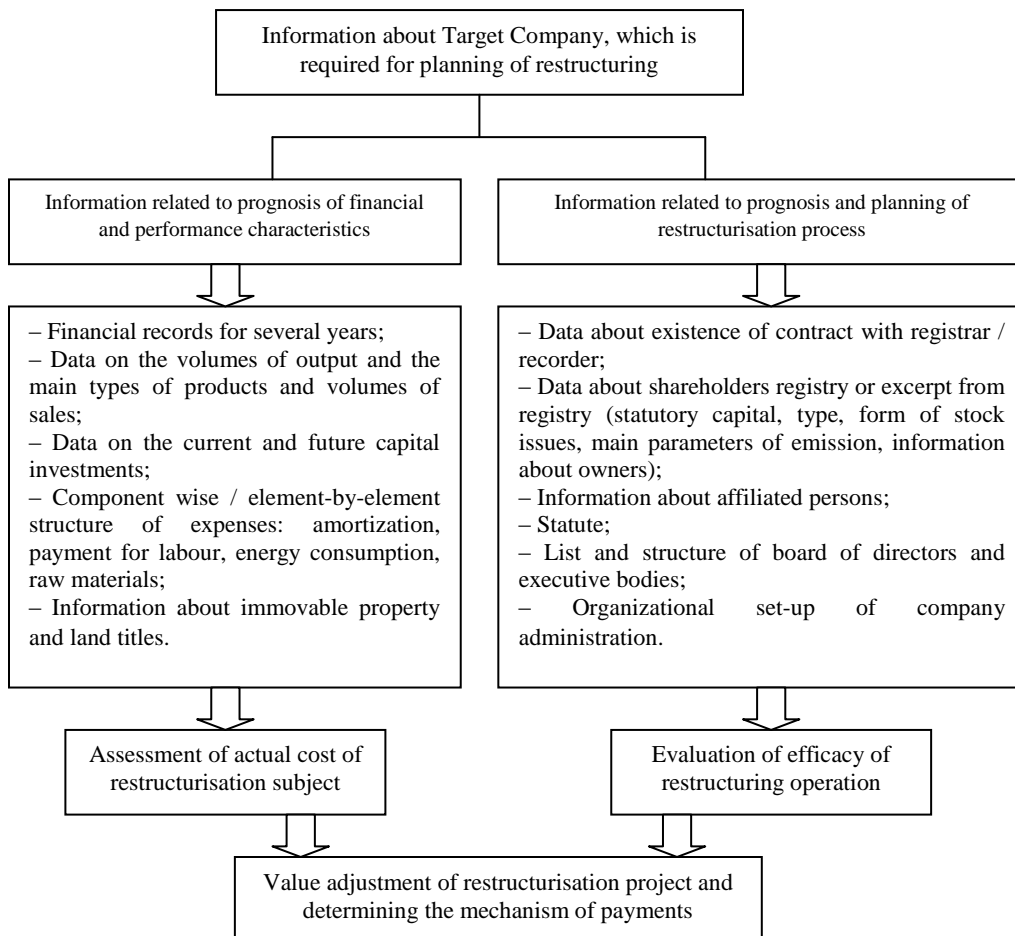 Information about Target Company, which is
required for planning of restructuring
Information related to prognosis of financial
and performance characteristics
Information related to prognosis and planning of
restructurisation process
– Financial records for several years;
– Data on the volumes of output and the
main types of products and volumes of
sales;
– Data on the current and future capital
investments;
– Component wise / element-by-element
structure of expenses: amortization,
payment for labour, energy consumption,
raw materials;
– Information about immovable property
and land titles.
– Data about existence of contract with registrar /
recorder;
– Data about shareholders registry or excerpt from
registry (statutory capital, type, form of stock
issues, main parameters of emission, information
about owners);
– Information about affiliated persons;
– Statute;
– List and structure of board of directors and
executive bodies;
– Organizational set-up of company
administration.
Assessment of actual cost of
restructurisation subject
Evaluation of efficacy of
restructuring operation
Value adjustment of restructurisation project and
determining the mechanism of payments